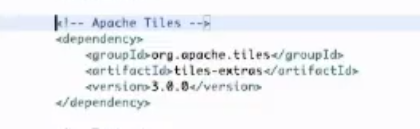 <!-- Apache Tiles -->
<dependency>
<groupId>org.apache.tiles</groupId>
<artifactId>tiles-extras</artifactId>
<version>3.0.0</version>
</dependency>